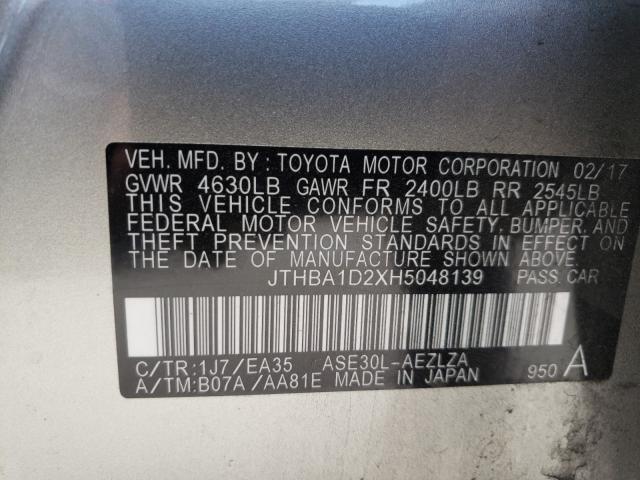 VEH. MFD. BY : TOYOTA MOTOR CORPORATION 02/17
GVWR 4630LB GAWR FR 2400LB RR 2545LB
THIS VEHICLE CONFORMS TO ALL APPLICABLE
FEDERAL MOTOR VEHICLE SAFETY, BUMPER, AND
THEFT PREVENTION STANDARDS IN EFFECT ON
THE DATE OF MANUFACTURE SHOWN ABOVE.
JTHBA1D2XH5048139 PASS. CAR
C/TR:1J7/EA35 ASE30L-AEZLZA
A/TM:B07A/AA81E MADE IN JAPAN 950 A